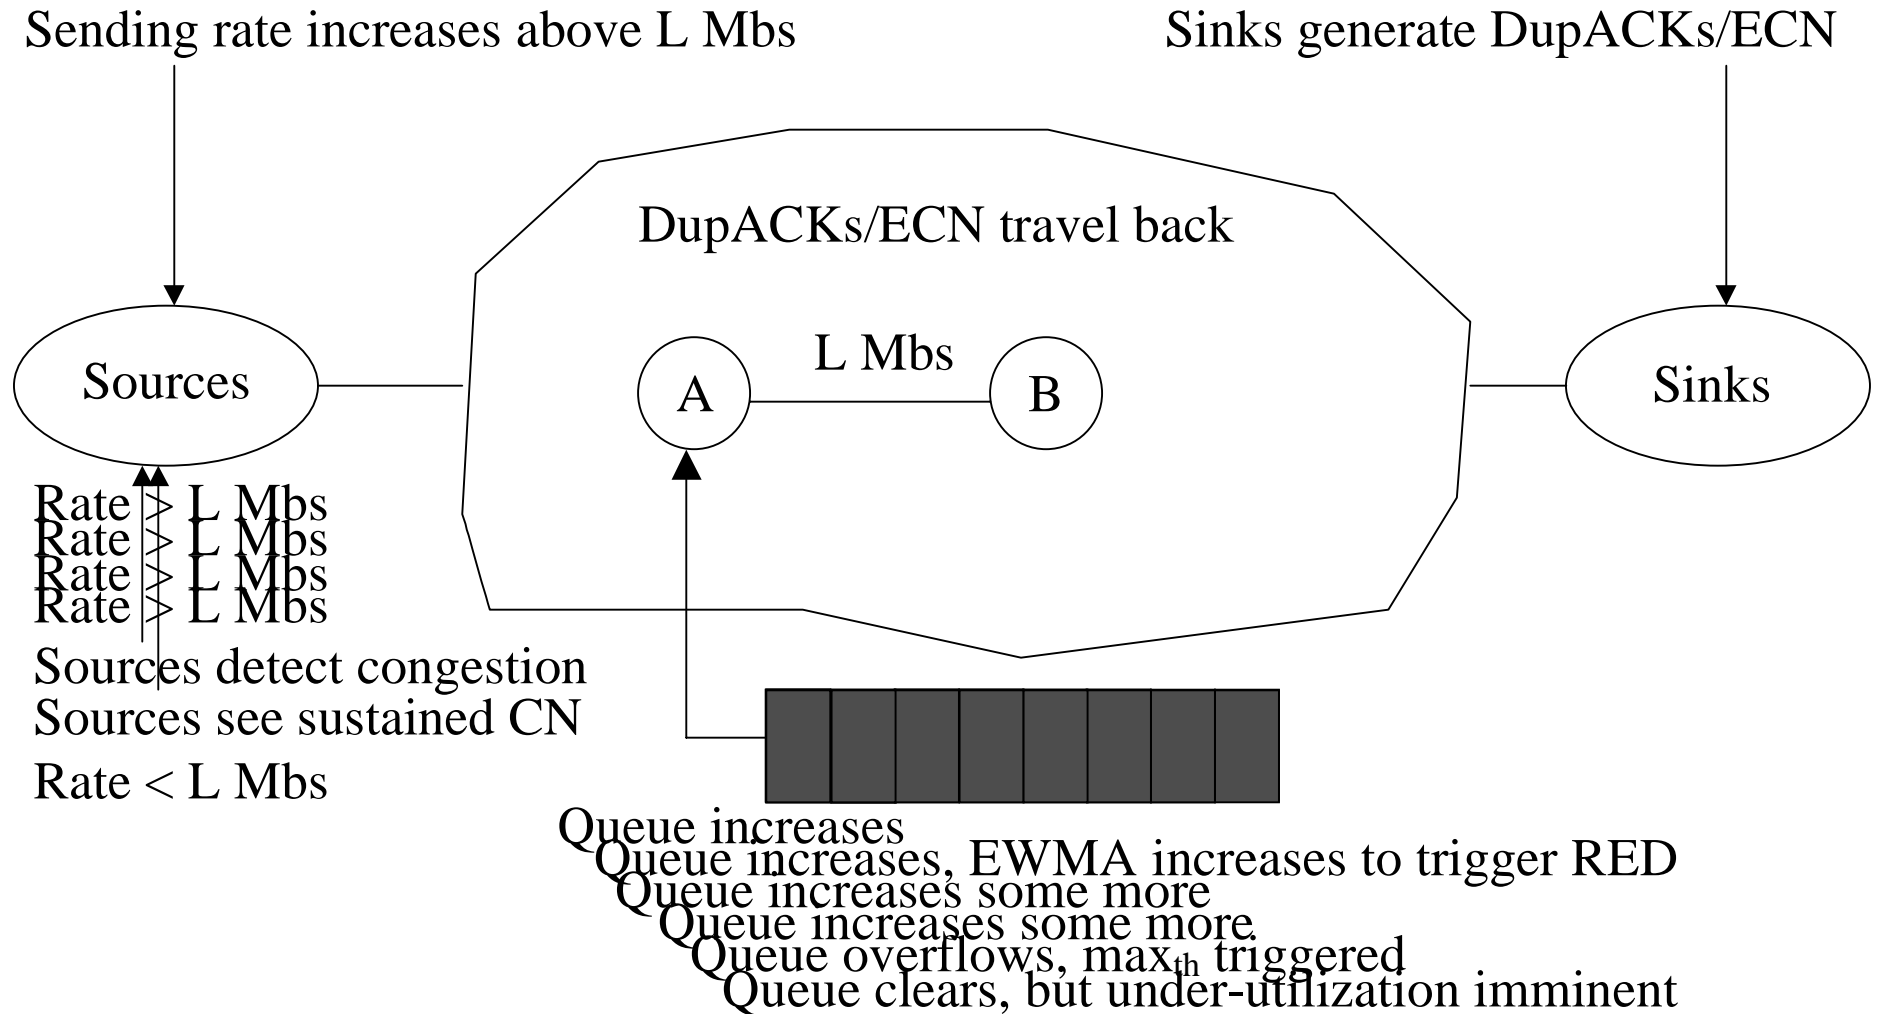 Sending rate increases above L Mbs
Sinks generate DupACKs/ECN
DupACKs/ECN travel back
L Mbs
Sources
A
B
Sinks
Rate > L Mbs
Rate > L Mbs
Rate > L Mbs
Rate > L Mbs
Sources detect congestion
Sources see sustained CN
Rate < L Mbs
Queue increases
Queue increases, EWMA increases to trigger RED
Queue increases some more
Queue increases some more
Queue overflows, maxth triggered
Queue clears, but under-utilization imminent